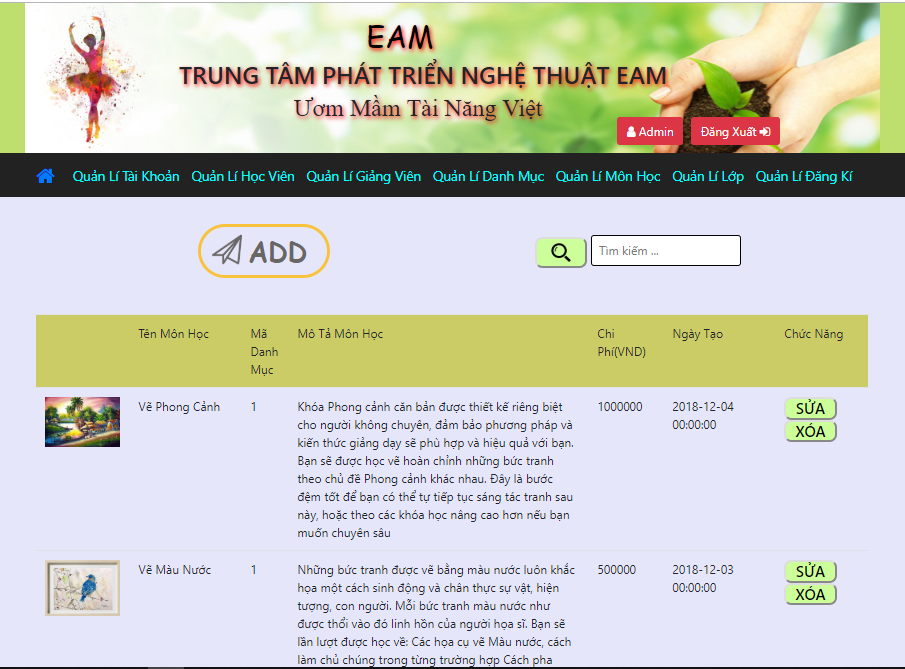 EAM
TRUNG TÂM PHÁT TRIỂN NGHỆ THUẬT EAM
Ươm Mầm Tài Năng Việt
Admin Đăng Xuất
Quản Lí Tài Khoản Quản Lí Học Viên Quản Lí Giảng Viên Quản Lí Danh Mục Quản Lí Môn Học Quản Lí Lớp Quản Lí Đăng Kí
ADD
Tìm kiếm ...
Tên Môn Học
Mã
Danh
Mục
Mô Tả Môn Học
Chi
Phí(VND)
Ngày Tạo
Chức Năng
Vẽ Phong Cảnh
1
Khóa Phong cảnh căn bản được thiết kế riêng biệt
cho người không chuyên, đảm bảo phương pháp và
kiến thức giảng dạy sẽ phù hợp và hiệu quả với bạn.
Bạn sẽ được học vẽ hoàn chỉnh những bức tranh
theo chủ đề Phong cảnh khác nhau. Đây là bước
đệm tốt để bạn có thể tự tiếp tục sáng tác tranh sau
này, hoặc theo các khóa học nâng cao hơn nếu bạn
muốn chuyên sâu
1000000
2018-12-04
00:00:00
SỬA
XÓA
Vẽ Màu Nước
1
Những bức tranh được vẽ bằng màu nước luôn khắc
họa một cách sinh động và chân thực sự vật, hiện
tượng, con người. Mỗi bức tranh màu nước như
được thổi vào đó linh hồn của người họa sĩ. Bạn sẽ
lần lượt được học về: Các họa cụ vẽ Màu nước, cách
làm chủ chúng trong từng trường hợp Cách pha
500000
2018-12-03
00:00:00
SỬA
XÓA